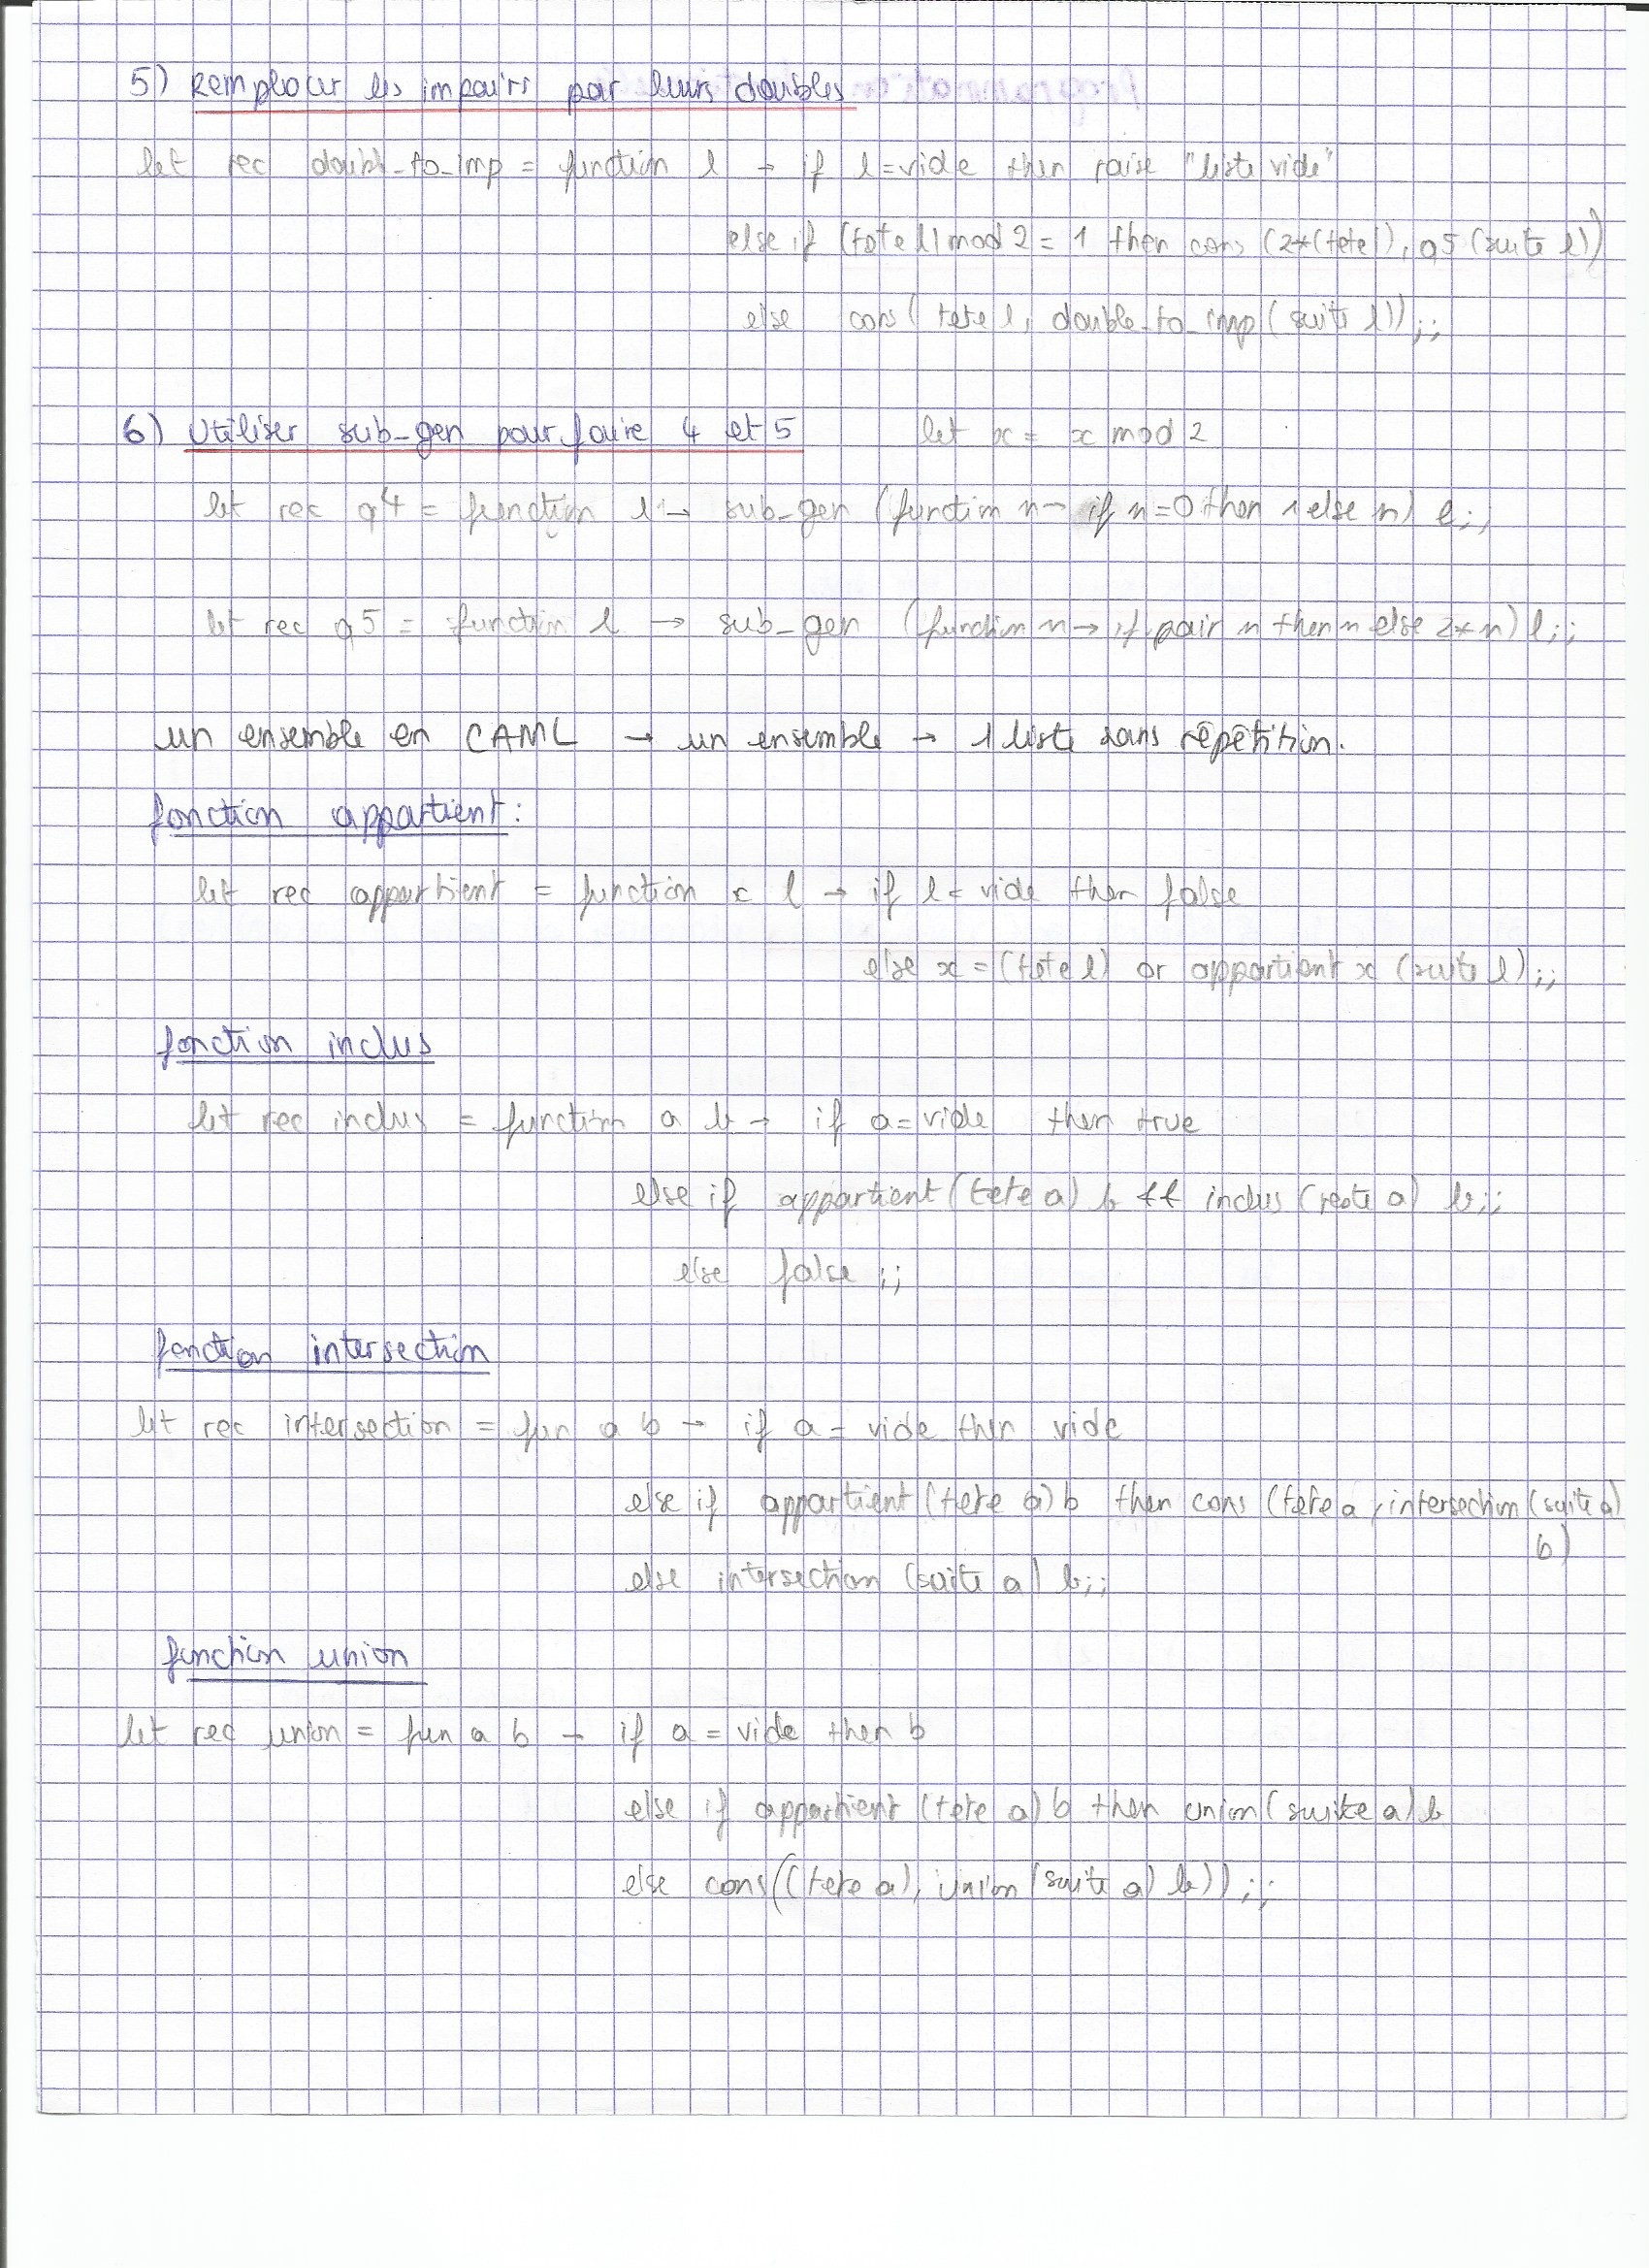 5) Remplacer les impairs par leurs doubles
let rec double_to_imp = function l → if l = vide then raise "liste vide"
else if (tete l) mod 2 = 1 then cons (2*(tete l), q5 (suite l))
else cons ( tete l, double_to_imp ( suite l ));;
6) Utiliser sub_gen pour faire 4 et 5 let x = x mod 2
let rec q4 = function l → sub_gen (function n → if n=0 then 1 else n) l;;
let rec q5 = function l → sub_gen (function n → if pair n then n else 2*n) l;;
un ensemble en CAML → un ensemble → 1 liste sans répétition.
fonction appartient:
let rec appartient = function x l → if l = vide then false
else x = (tete l) or appartient x (suite l);;
fonction inclus
let rec inclus = function a b → if a = vide then true
else if appartient (tete a) b && inclus (reste a) b;;
else false ;;
fonction intersection
let rec intersection = fun a b → if a = vide then vide
else if appartient (tete a) b then cons (tete a, intersection (suite a)
b)
else intersection (suite a) b;;
function union
let rec union = fun a b → if a = vide then b
else if appartient (tete a) b then union (suite a) b
else cons((tete a), union (suite a) b));;